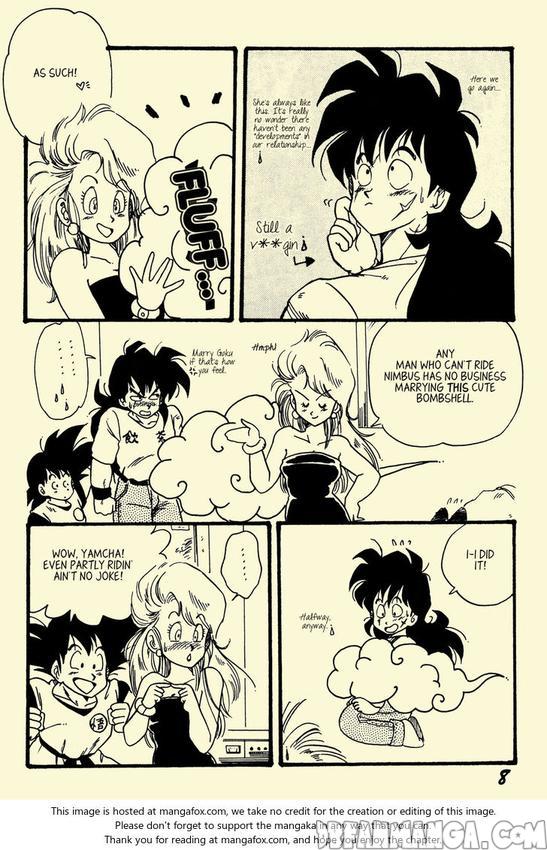 Here we
go again...
She's always like
this. It's really
no wonder there
haven't been any
"developments" in
our relationship...
Still a
v**gin
AS SUCH!
FLUFF....
ANY
MAN WHO CAN'T RIDE
NIMBUS HAS NO BUSINESS
MARRYING THIS CUTE
BOMBSHELL.
Hmph!
Marry Goku
if that's how
you feel.
I-I DID
IT!
Halfway,
anyway.
WOW, YAMCHA!
EVEN PARTLY RIDIN'
AIN'T NO JOKE!
8
This image is hosted at mangafox.com, we take no credit for the creation or editing of this image.
Please don't forget to support the mangaka in any way that you can.
Thank you for reading at mangafox.com, and hope you enjoy the chapter.
DBFALLMANGA.COM